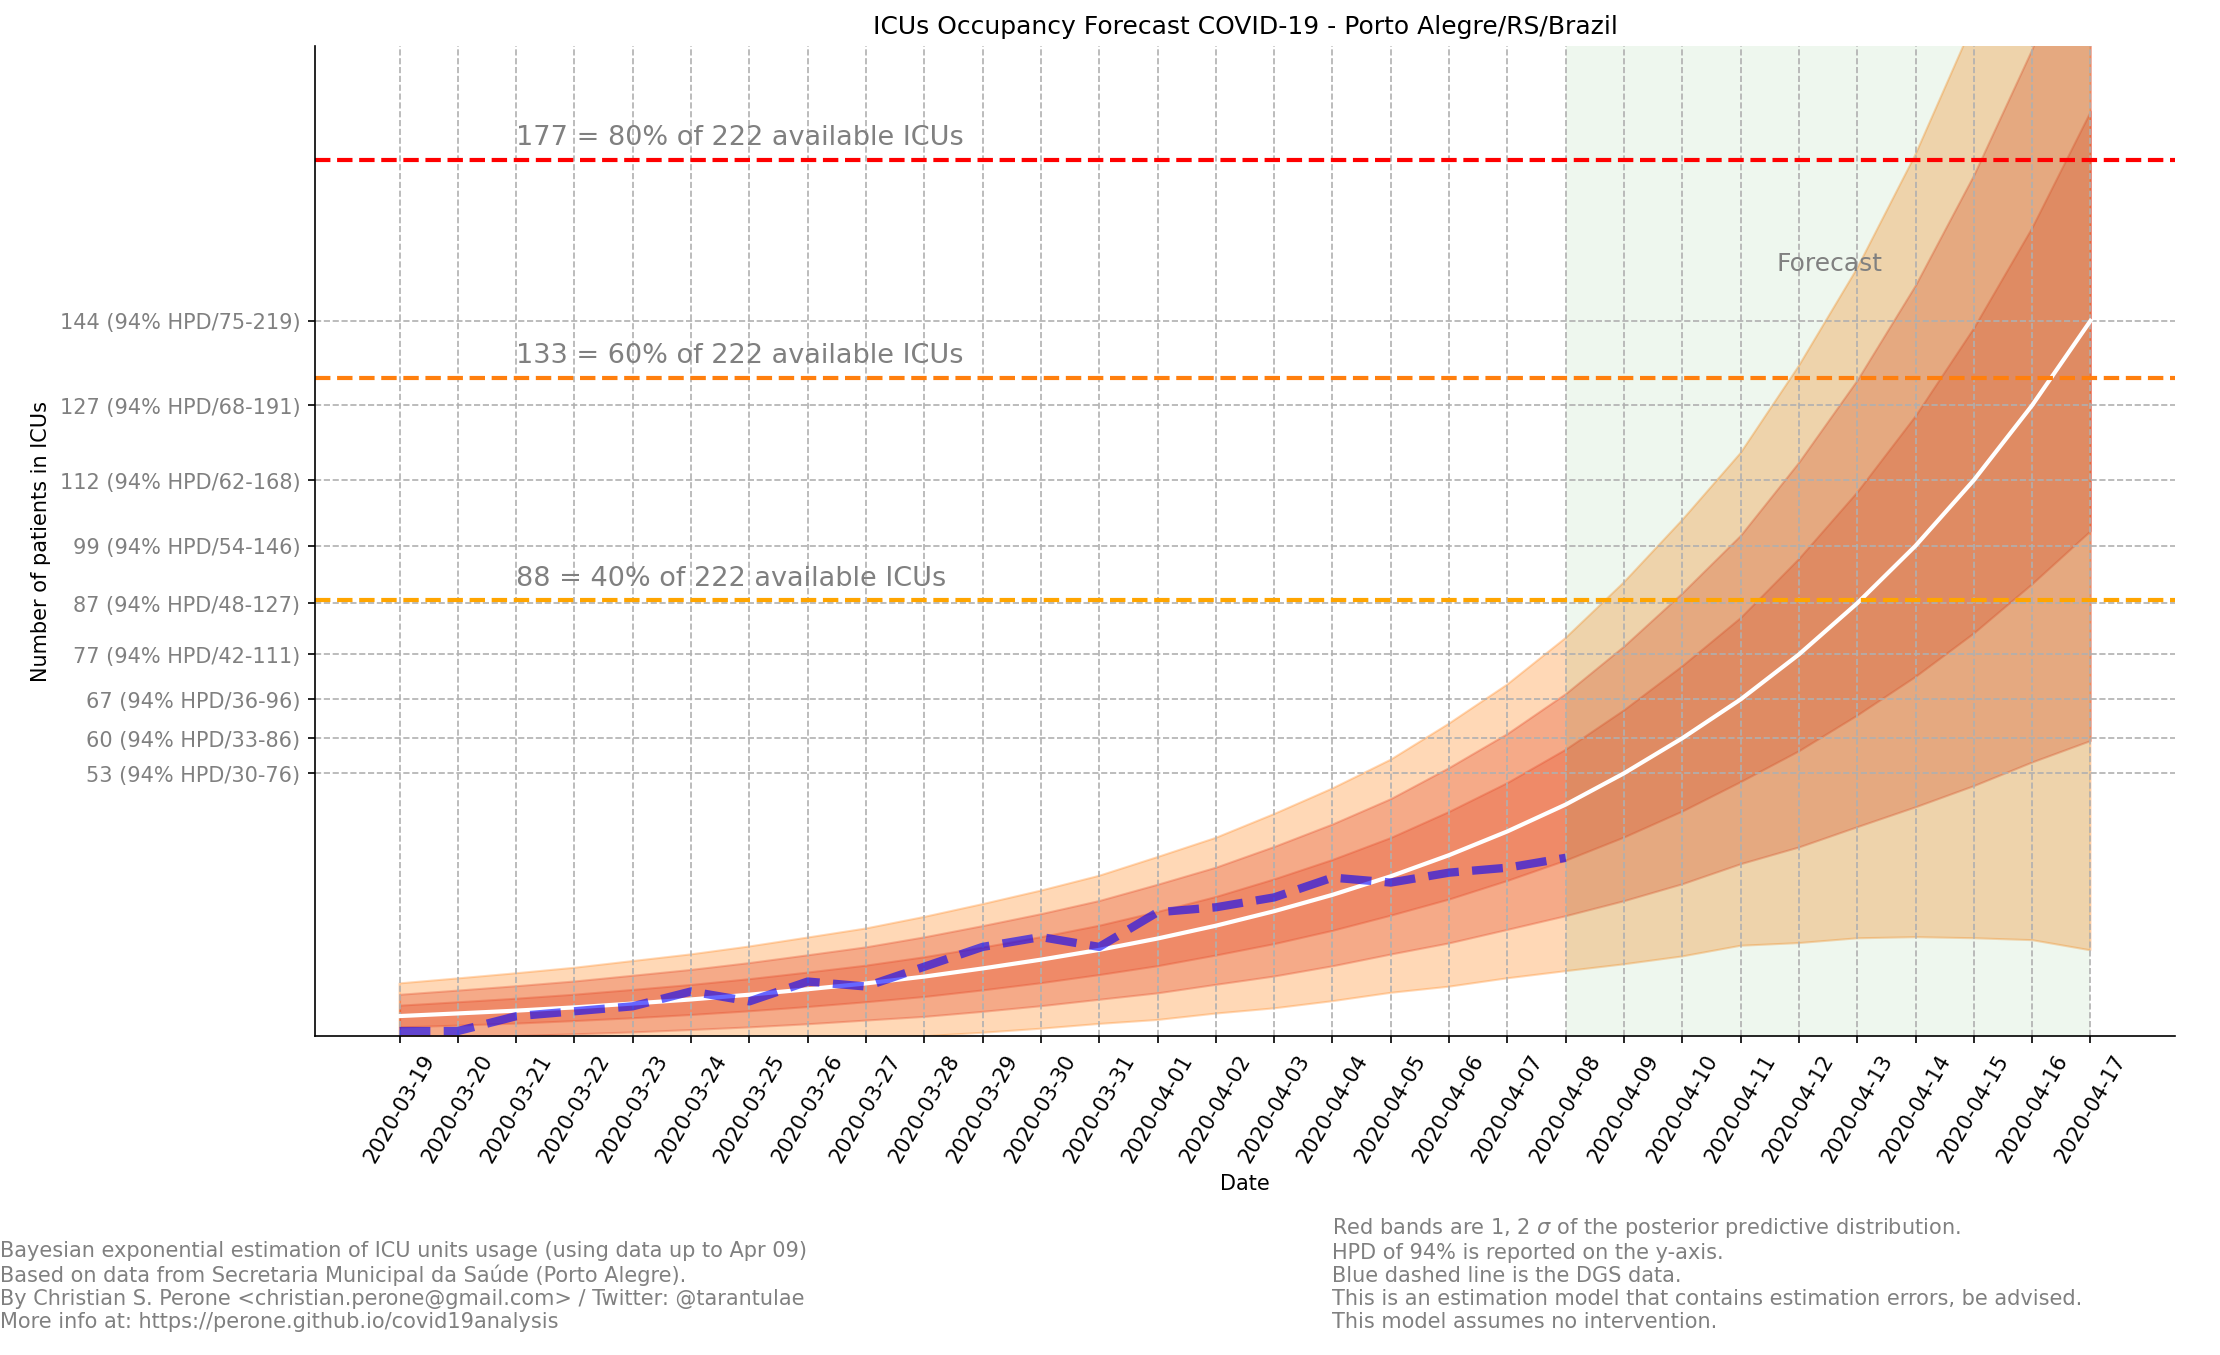 ICUs Occupancy Forecast COVID-19 - Porto Alegre/RS/Brazil
177 = 80% of 222 available ICUs
Forecast
133 = 60% of 222 available ICUs
88 = 40% of 222 available ICUs
Number of patients in ICUs
144 (94% HPD/75-219)
127 (94% HPD/68-191)
112 (94% HPD/62-168)
99 (94% HPD/54-146)
87 (94% HPD/48-127)
77 (94% HPD/42-111)
67 (94% HPD/36-96)
60 (94% HPD/33-86)
53 (94% HPD/30-76)
2020-03-19
2020-03-20
2020-03-21
2020-03-22
2020-03-23
2020-03-24
2020-03-25
2020-03-26
2020-03-27
2020-03-28
2020-03-29
2020-03-30
2020-03-31
2020-04-01
2020-04-02
2020-04-03
2020-04-04
2020-04-05
2020-04-06
2020-04-07
2020-04-08
2020-04-09
2020-04-10
2020-04-11
2020-04-12
2020-04-13
2020-04-14
2020-04-15
2020-04-16
2020-04-17
Date
Bayesian exponential estimation of ICU units usage (using data up to Apr 09)
Based on data from Secretaria Municipal da Saúde (Porto Alegre).
By Christian S. Perone <christian.perone@gmail.com> / Twitter: @tarantulae
More info at: https://perone.github.io/covid19analysis
Red bands are 1, 2 σ of the posterior predictive distribution.
HPD of 94% is reported on the y-axis.
Blue dashed line is the DGS data.
This is an estimation model that contains estimation errors, be advised.
This model assumes no intervention.